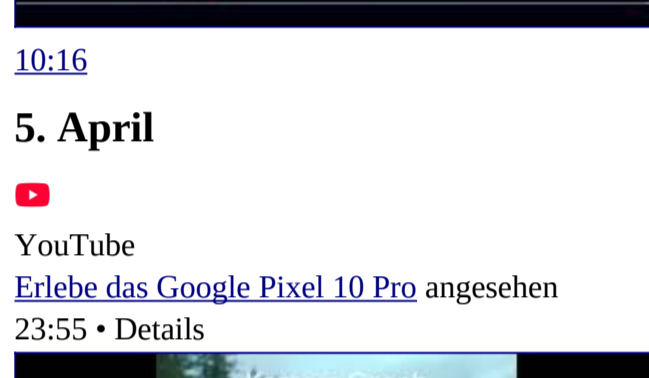 10:16
5. April
YouTube
Erlebe das Google Pixel 10 Pro angesehen
23:55 • Details